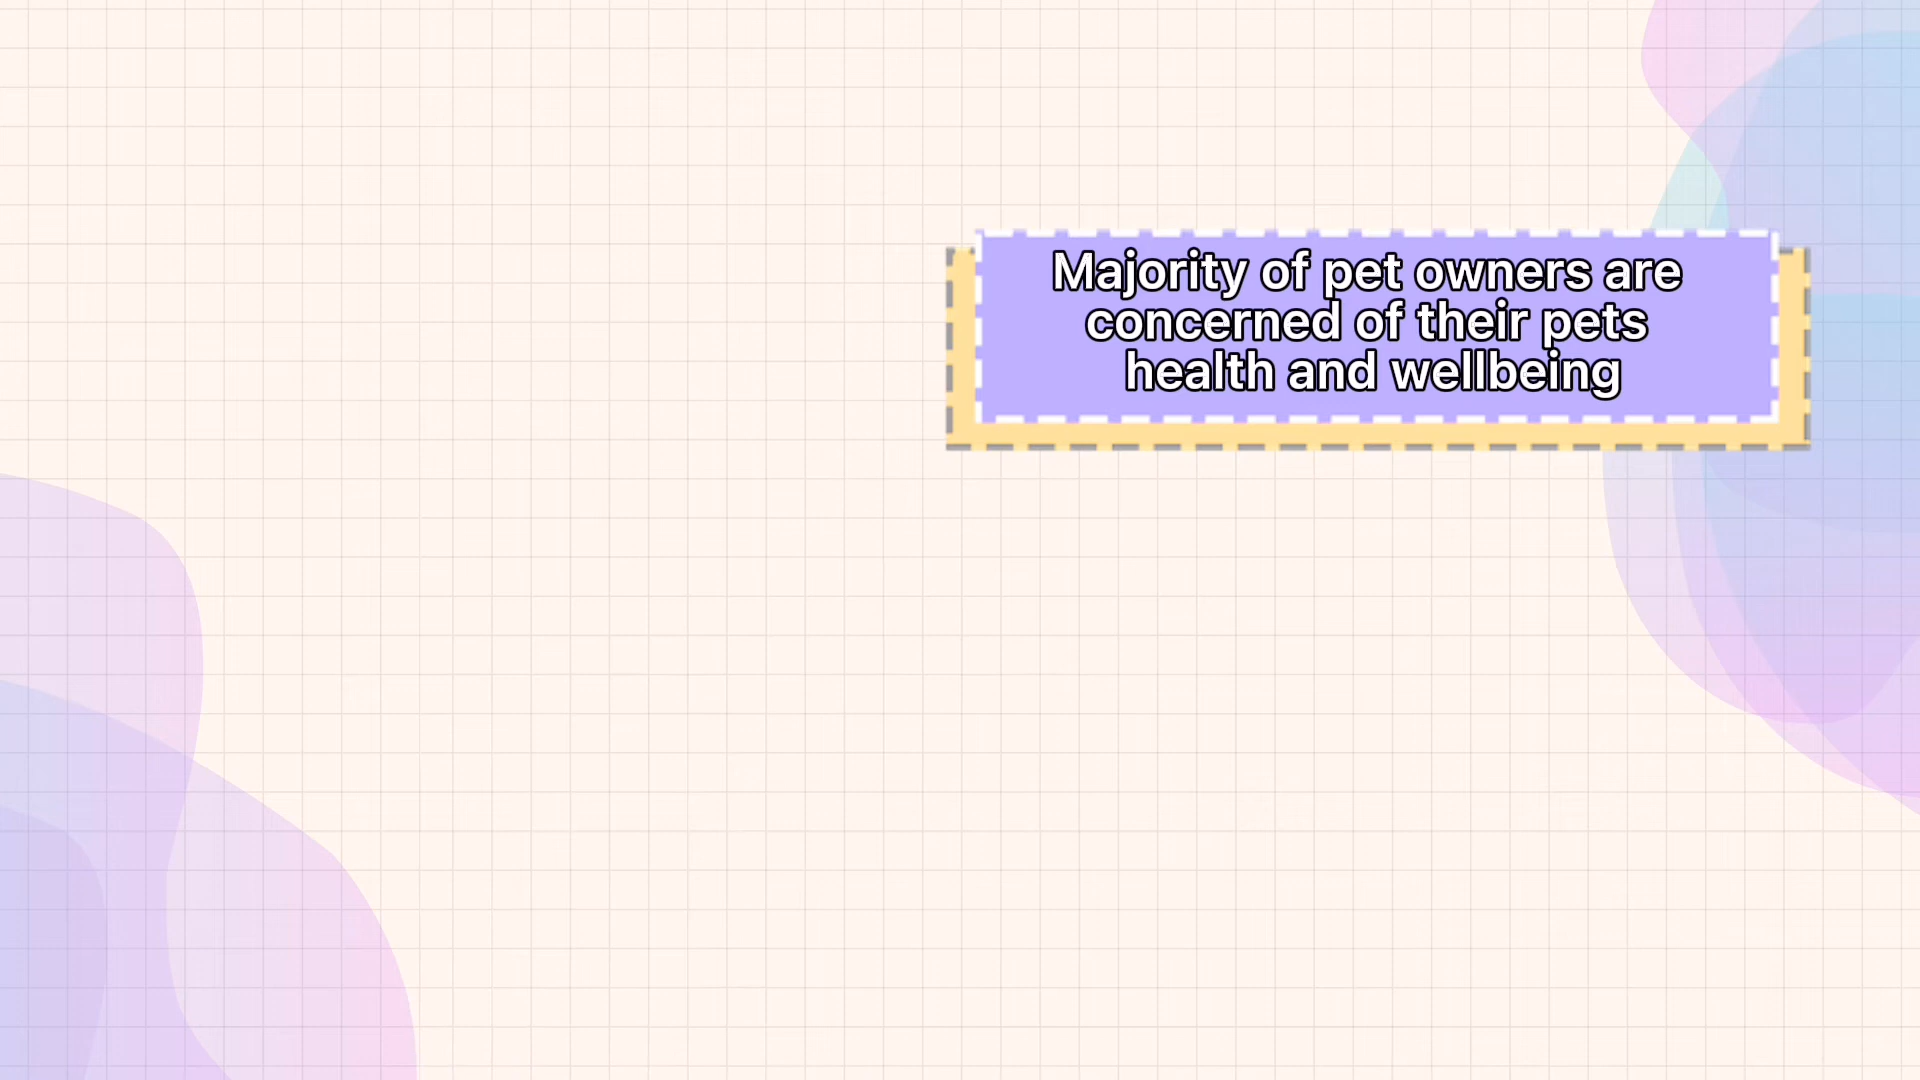 Majority of pet owners are
concerned of their pets
health and wellbeing